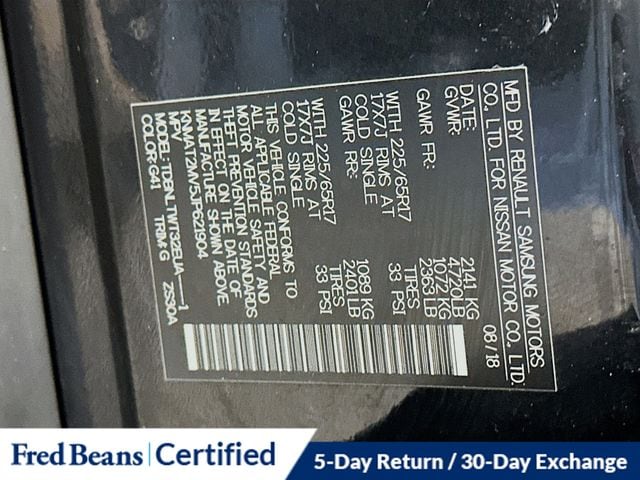 MFD BY RENAULT SAMSUNG MOTORS
CO., LTD. FOR NISSAN MOTOR CO., LTD.
DATE: 08/18
GVWR: 2141 KG
4720LB
GAWR FR: 1072 KG
2363 LB
WITH 225/65R17 TIRES
17X7J RIMS AT 33 PSI
COLD SINGLE
GAWR RR: 1089 KG
2401 LB
WITH 225/65R17 TIRES
17X7J RIMS AT 33 PSI
COLD SINGLE
THIS VEHICLE CONFORMS TO
ALL APPLICABLE FEDERAL
MOTOR VEHICLE SAFETY AND
THEFT PREVENTION STANDARDS
IN EFFECT ON THE DATE OF
MANUFACTURE SHOWN ABOVE
MPV
COLOR: G41 TRIM: G
Fred Beans Certified
5-Day Return / 30-Day Exchange